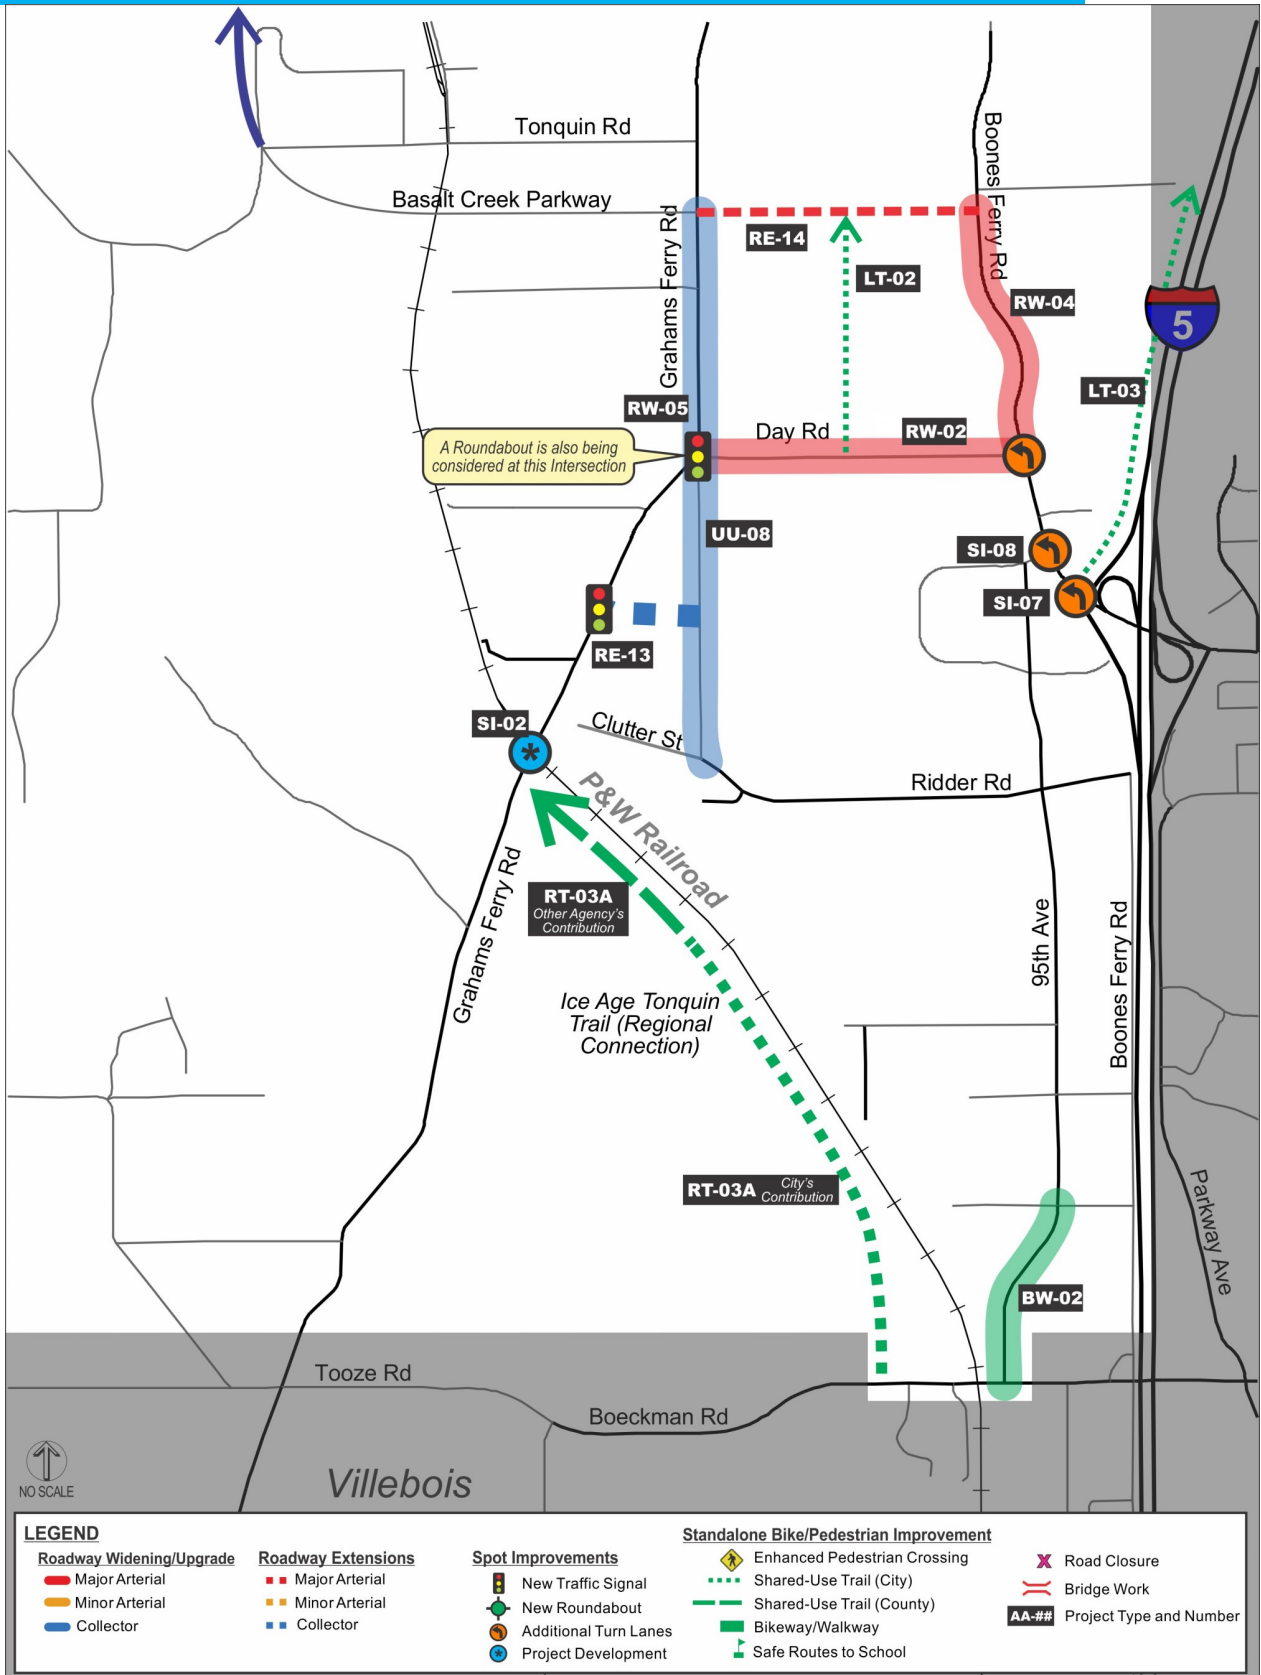 Tonquin Rd
Basalt Creek Parkway
Grahams Ferry Rd
Boones Ferry Rd
RE-14
LT-02
RW-04
5
LT-03
RW-05
Day Rd
RW-02
A Roundabout is also being
considered at this Intersection
UU-08
SI-08
SI-07
RE-13
SI-02
*
Clutter St
P&W Railroad
Ridder Rd
RT-03A
Other Agency's
Contribution
Grahams Ferry Rd
95th Ave
Boones Ferry Rd
Ice Age Tonquin
Trail (Regional
Connection)
RT-03A City's
Contribution
Parkway Ave
BW-02
Tooze Rd
Boeckman Rd
Villebois
NO SCALE
LEGEND
Roadway Widening/Upgrade
Major Arterial
Minor Arterial
Collector
Roadway Extensions
Major Arterial
Minor Arterial
Collector
Spot Improvements
New Traffic Signal
New Roundabout
Additional Turn Lanes
* Project Development
Standalone Bike/Pedestrian Improvement
Enhanced Pedestrian Crossing
Shared-Use Trail (City)
Shared-Use Trail (County)
Bikeway/Walkway
Safe Routes to School
X Road Closure
Bridge Work
AA-## Project Type and Number